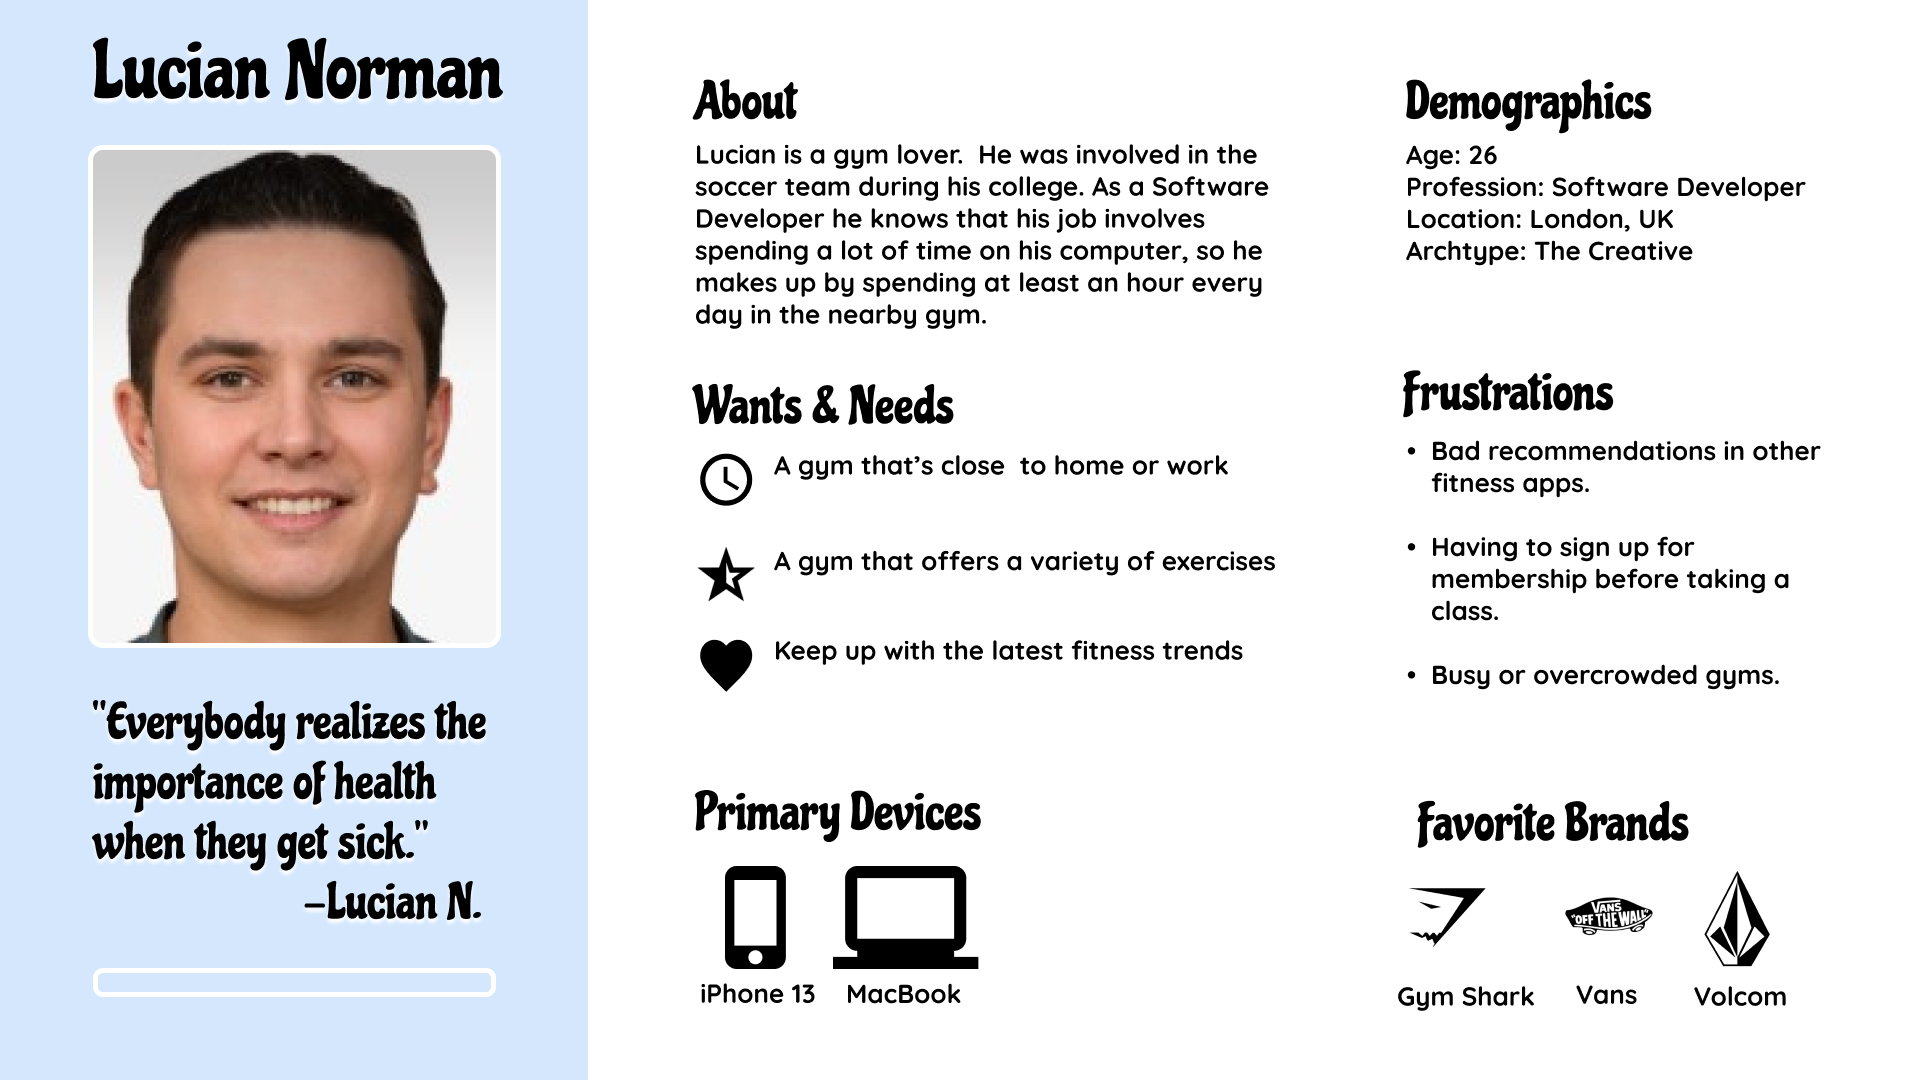 Lucian Norman
"Everybody realizes the
importance of health
when they get sick."
–Lucian N.
About
Lucian is a gym lover.  He was involved in the
soccer team during his college. As a Software
Developer he knows that his job involves
spending a lot of time on his computer, so he
makes up by spending at least an hour every
day in the nearby gym.
Wants & Needs
A gym that’s close  to home or work
A gym that offers a variety of exercises
Keep up with the latest fitness trends
Primary Devices
iPhone 13
MacBook
Demographics
Age: 26
Profession: Software Developer
Location: London, UK
Archtype: The Creative
Frustrations
• Bad recommendations in other
fitness apps.
• Having to sign up for
membership before taking a
class.
• Busy or overcrowded gyms.
Favorite Brands
VANS
"OFF THE WALL"
Gym Shark
Vans
Volcom